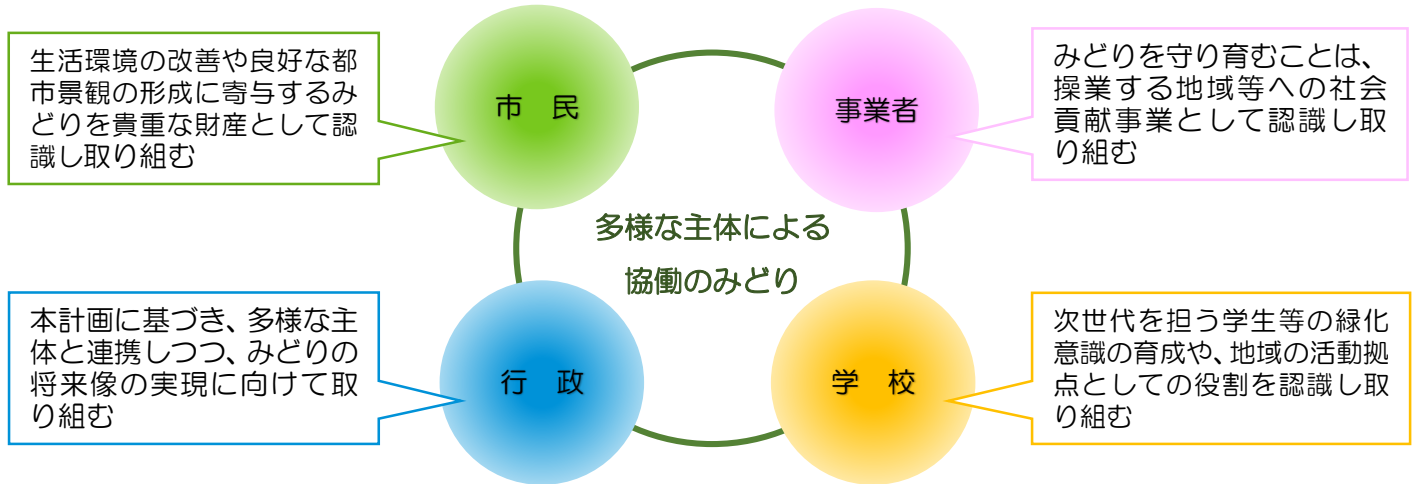 生活環境の改善や良好な都
市景観の形成に寄与するみ
どりを貴重な財産として認
識し取り組む
市　民
事業者
みどりを守り育むことは、
操業する地域等への社会
貢献事業として認識し取
り組む
多様な主体による
協働のみどり
本計画に基づき、多様な主
体と連携しつつ、みどりの
将来像の実現に向けて取
り組む
行　政
学　校
次世代を担う学生等の緑化
意識の育成や、地域の活動拠
点としての役割を認識し取
り組む